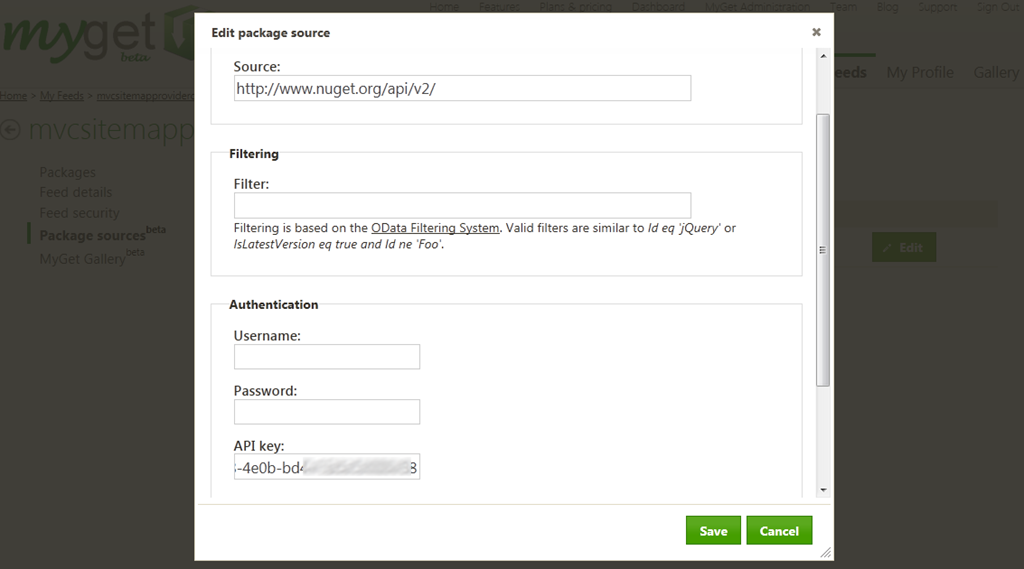 Home Features Plans & pricing Dashboard MyGet Administration Team Blog Support Sign Out
myget
beta
Feeds My Profile Gallery
Home > My Feeds > mvcsitemapprovider
mvcsitemapp
Packages
Feed details
Feed security
Package sources beta
MyGet Gallery beta
Edit
Edit package source
Source:
http://www.nuget.org/api/v2/
Filtering
Filter:
Filtering is based on the OData Filtering System. Valid filters are similar to Id eq 'jQuery' or
IsLatestVersion eq true and Id ne 'Foo'.
Authentication
Username:
Password:
API key:
-4e0b-bd4 8
Save Cancel